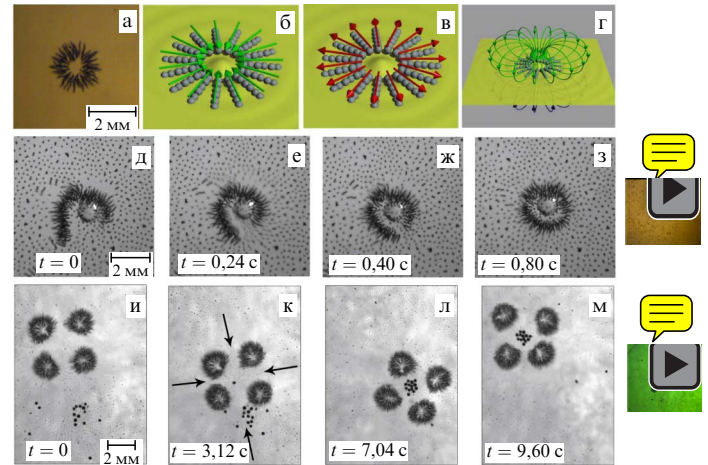 а
б
в
г
2 мм
д
е
ж
з
t = 0
2 мм
t = 0,24 с
t = 0,40 с
t = 0,80 с
и
к
л
м
t = 0
2 мм
t = 3,12 с
t = 7,04 с
t = 9,60 с